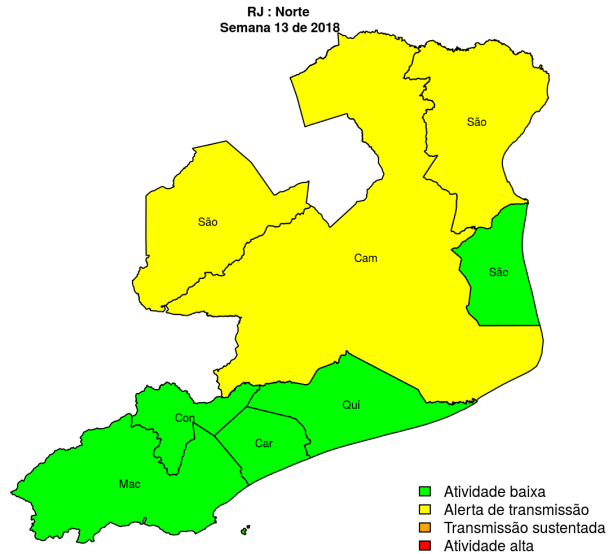 RJ : Norte
Semana 13 de 2018
São
São
Cam
São
Qui
Con
Car
Mac
Atividade baixa
Alerta de transmissão
Transmissão sustentada
Atividade alta